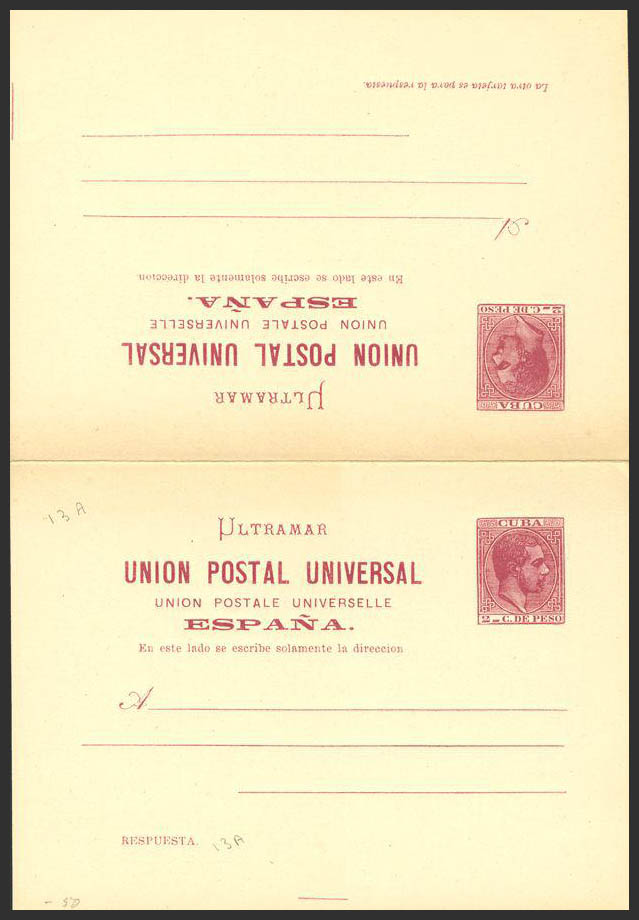 La otra tarjeta es para la respuesta.
A
En este lado se escribe solamente la direccion
ESPAÑA.
UNION POSTALE UNIVERSELLE
UNION POSTAL UNIVERSAL
ULTRAMAR
2 C. DE PESO
CUBA
13A
ULTRAMAR
CUBA
UNION POSTAL UNIVERSAL
UNION POSTALE UNIVERSELLE
ESPAÑA.
2 C. DE PESO
En este lado se escribe solamente la direccion
A
RESPUESTA.
13A